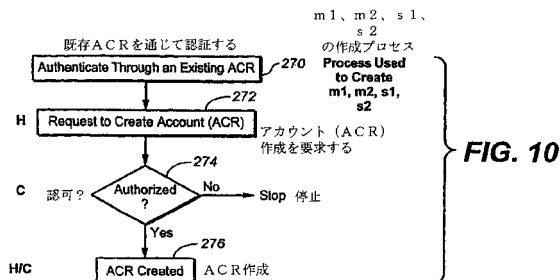 既存ACRを通じて認証する
Authenticate Through an Existing ACR
270
m1、m2、s1、
s2
の作成プロセス
Process Used
to Create
m1, m2, s1,
s2
272
H
Request to Create Account (ACR)
アカウント（ACR）
作成を要求する
FIG. 10
274
C
認可？
Authorized
?
No
Stop 停止
Yes
276
H/C
ACR Created
ACR作成